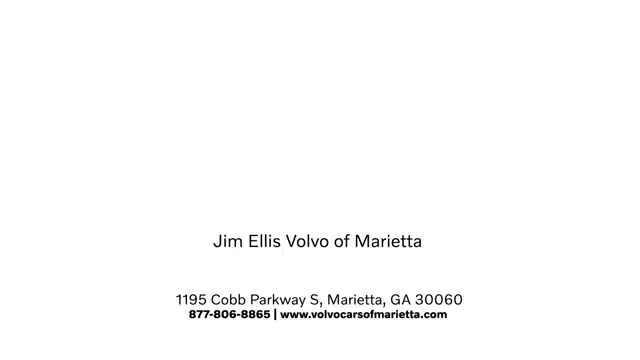 Jim Ellis Volvo of Marietta
1195 Cobb Parkway S, Marietta, GA 30060
877-806-8865 | www.volvocarsofmarietta.com